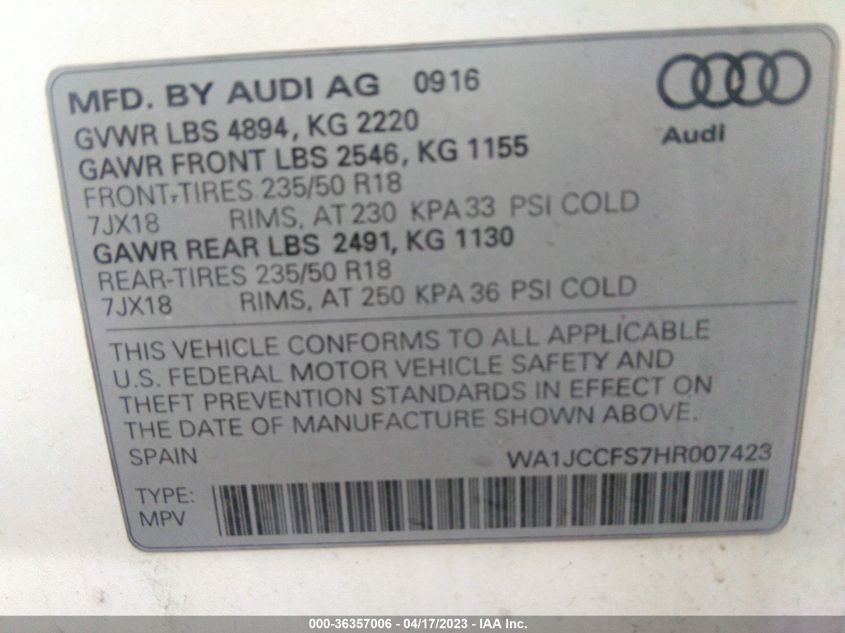 MFD. BY AUDI AG 0916
GVWR LBS 4894, KG 2220
Audi
GAWR FRONT LBS 2546, KG 1155
FRONT-TIRES 235/50 R18
7JX18 RIMS, AT 230 KPA 33 PSI COLD
GAWR REAR LBS 2491, KG 1130
REAR-TIRES 235/50 R18
7JX18 RIMS, AT 250 KPA 36 PSI COLD
THIS VEHICLE CONFORMS TO ALL APPLICABLE
U.S. FEDERAL MOTOR VEHICLE SAFETY AND
THEFT PREVENTION STANDARDS IN EFFECT ON
THE DATE OF MANUFACTURE SHOWN ABOVE.
SPAIN WA1JCCFS7HR007423
TYPE:
MPV
000-36357006 - 04/17/2023 - IAA Inc.